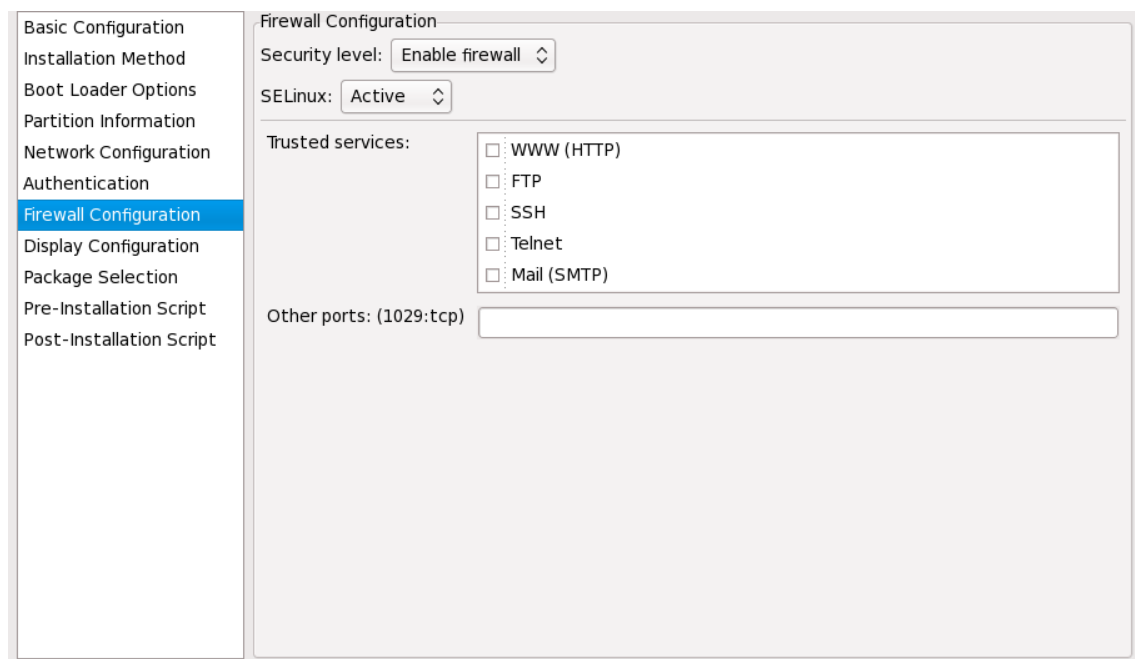 Basic Configuration
Installation Method
Boot Loader Options
Partition Information
Network Configuration
Authentication
Firewall Configuration
Display Configuration
Package Selection
Pre-Installation Script
Post-Installation Script
Firewall Configuration
Security level: Enable firewall
SELinux: Active
Trusted services:
WWW (HTTP)
FTP
SSH
Telnet
Mail (SMTP)
Other ports: (1029:tcp)